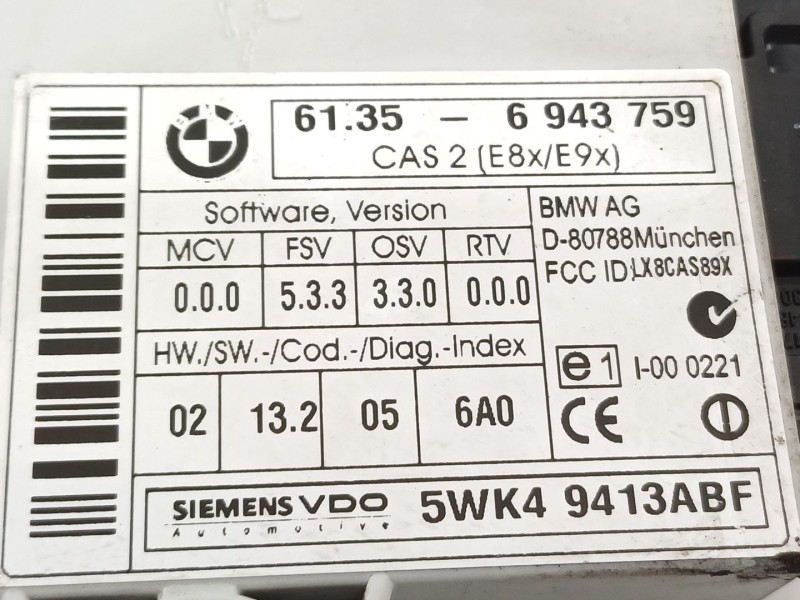 BMW
61.35 – 6 943 759
CAS 2 (E8x/E9x)
Software, Version
MCV FSV OSV RTV
0.0.0 5.3.3 3.3.0 0.0.0
HW./SW.-/Cod.-/Diag.-Index
02 13.2 05 6A0
BMW AG
D-80788München
FCC ID:LX8CAS89X
e1 I-00 0221
CE
SIEMENS VDO
Automotive
5WK4 9413ABF